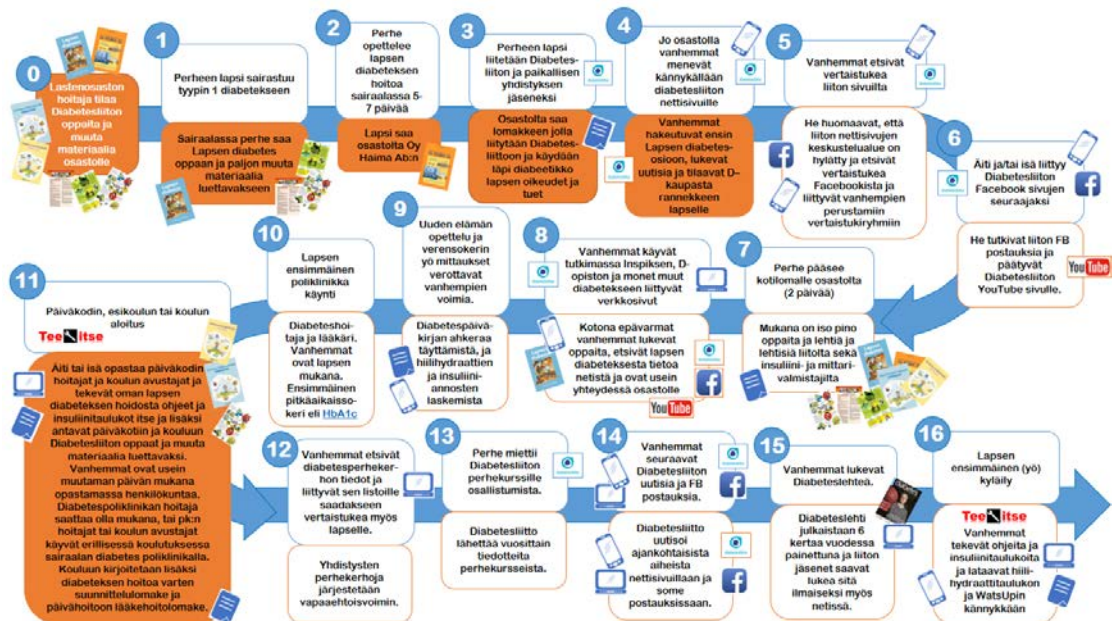 0
Lastenosaston
hoitaja tilaa
Diabetesliiton
oppaita ja
muuta
materiaalia
osastolle
1
Perheen lapsi sairastuu
tyypin 1 diabetekseen
Sairaalassa perhe saa
Lapsen diabetes
oppaan ja paljon muuta
materiaalia
luettavakseen
2
Perhe
opettelee
lapsen
diabeteksen
hoitoa
sairaalassa 5-
7 päivää
Lapsi saa
osastolta Oy
Haima Ab:n
3
Perheen lapsi
liitetään Diabetes-
liiton ja paikallisen
yhdistyksen
jäseneksi
Osastolta saa
lomakkeen jolla
liitytään Diabetes-
liittoon ja käydään
läpi diabeetikko
lapsen oikeudet ja
tuet
4
Jo osastolla
vanhemmat
menevät
kännykällään
diabetesliiton
nettisivuille
Vanhemmat
hakeutuvat ensin
Lapsen diabetes-
osioon, lukevat
uutisia ja tilaavat D-
kaupasta
rannekkeen
lapselle
5
Vanhemmat etsivät
vertaistukea
liiton sivuilta
He huomaavat, että
liiton nettisivujen
keskustelualue on
hylätty ja etsivät
vertaistukea
Facebookista ja
liittyvät vanhempien
perustamiin
vertaistukiryhmiin
6
Äiti ja/tai isä liittyy
Diabetesliiton
Facebook sivujen
seuraajaksi
He tutkivat liiton FB
postauksia ja
päätyvät
Diabetesliiton
YouTube sivulle.
YouTube
7
Perhe pääsee
kotilomalle osastolta
(2 päivää)
Mukana on iso pino
oppaita ja lehtiä ja
lehtisiä liitolta sekä
insuliini- ja mittari-
valmistajilta
8
Vanhemmat käyvät
tutkimassa Inspiksen, D-
opiston ja monet muut
diabetekseen liittyvät
verkkosivut
Kotona epävarmat
vanhemmat lukevat
oppaita, etsivät lapsen
diabeteksesta tietoa
netistä ja ovat usein
yhteydessä osastolle
YouTube
9
Uuden elämän
opettelu ja
verensokerin
yö mittaukset
verottavat
vanhempien
voimia.
Diabetespäivä-
kirjan ahkeraa
täyttämistä, ja
hiilihydraattien
ja insuliini-
annosten
laskemista
10
Lapsen
ensimmäinen
poliklinikka
käynti
Diabeteshoi-
taja ja lääkäri.
Vanhemmat
ovat lapsen
mukana.
Ensimmäinen
pitkäaikaisso-
keri eli HbA1c
11
Päiväkodin, esikoulun tai koulun
aloitus
Tee itse
Äiti tai isä opastaa päiväkodin
hoitajat ja koulun avustajat ja
tekevät oman lapsen
diabeteksen hoidosta ohjeet ja
insuliinitaulukot itse ja lisäksi
antavat päiväkotiin ja kouluun
Diabetesliiton oppaat ja muuta
materiaalia luettavaksi.
Vanhemmat ovat usein
muutaman päivän mukana
opastamassa henkilökuntaa.
Diabetespoliklinikan hoitaja
saattaa olla mukana, tai pk:n
hoitajat tai koulun avustajat
käyvät erillisessä koulutuksessa
sairaalan diabetes poliklinikalla.
Kouluun kirjoitetaan lisäksi
diabeteksen hoitoa varten
suunnittelulomake ja
päivähoitoon lääkehoitolomake.
12
Vanhemmat etsivät
diabetesperheker-
hon tiedot ja
liittyvät sen listoille
saadakseen
vertaistukea myös
lapselle.
Yhdistysten
perhekerhoja
järjestetään
vapaaehtoisvoimin.
13
Perhe miettii
Diabetesliiton
perhekurssille
osallistumista.
Diabetesliitto
lähettää vuosittain
tiedotteita
perhekursseista.
14
Vanhemmat
seuraavat
Diabetesliiton
uutisia ja FB
postauksia.
Diabetesliitto
uutisoi
ajankohtaisista
aiheista
nettisivuillaan ja
some
postauksissaan.
15
Vanhemmat lukevat
Diabeteslehteä.
Diabeteslehti
julkaistaan 6
kertaa vuodessa
painettuna ja liiton
jäsenet saavat
lukea sitä
ilmaiseksi myös
netissä.
16
Lapsen
ensimmäinen (yö)
kyläily
Tee itse
Vanhemmat
tekevät ohjeita ja
insuliinitaulukoita
ja lataavat hiili-
hydraattitaulukon
ja WatsUpin
kännykkään